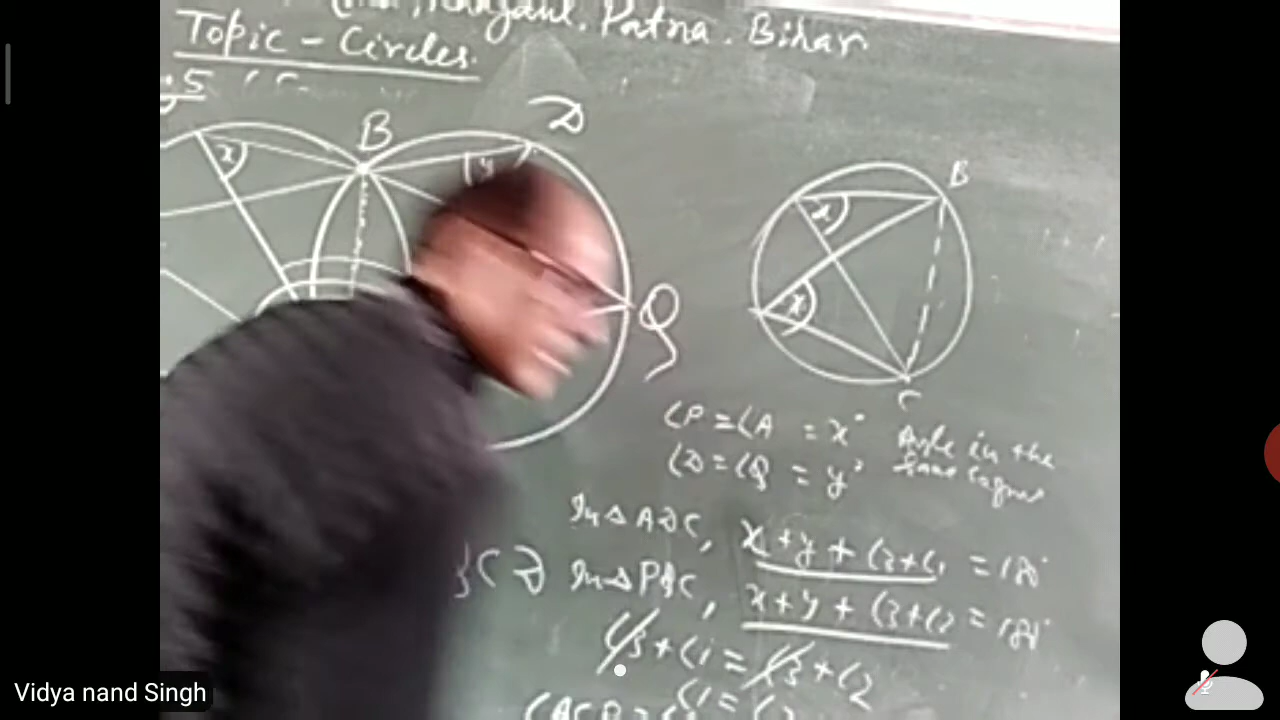 Patna. Bihar
Topic - Circles.
5
B
D
x
y
Q
B
x
x
C
∠P = ∠A = x° Angle in the
∠D = ∠Q = y° Same
In △ ADC, x + y + ∠3 + ∠1 = 180°
In △ PQC, x + y + ∠3 + ∠2 = 180°
∠3 + ∠1 = ∠3 + ∠2
∠1 = ∠2
Vidya nand Singh